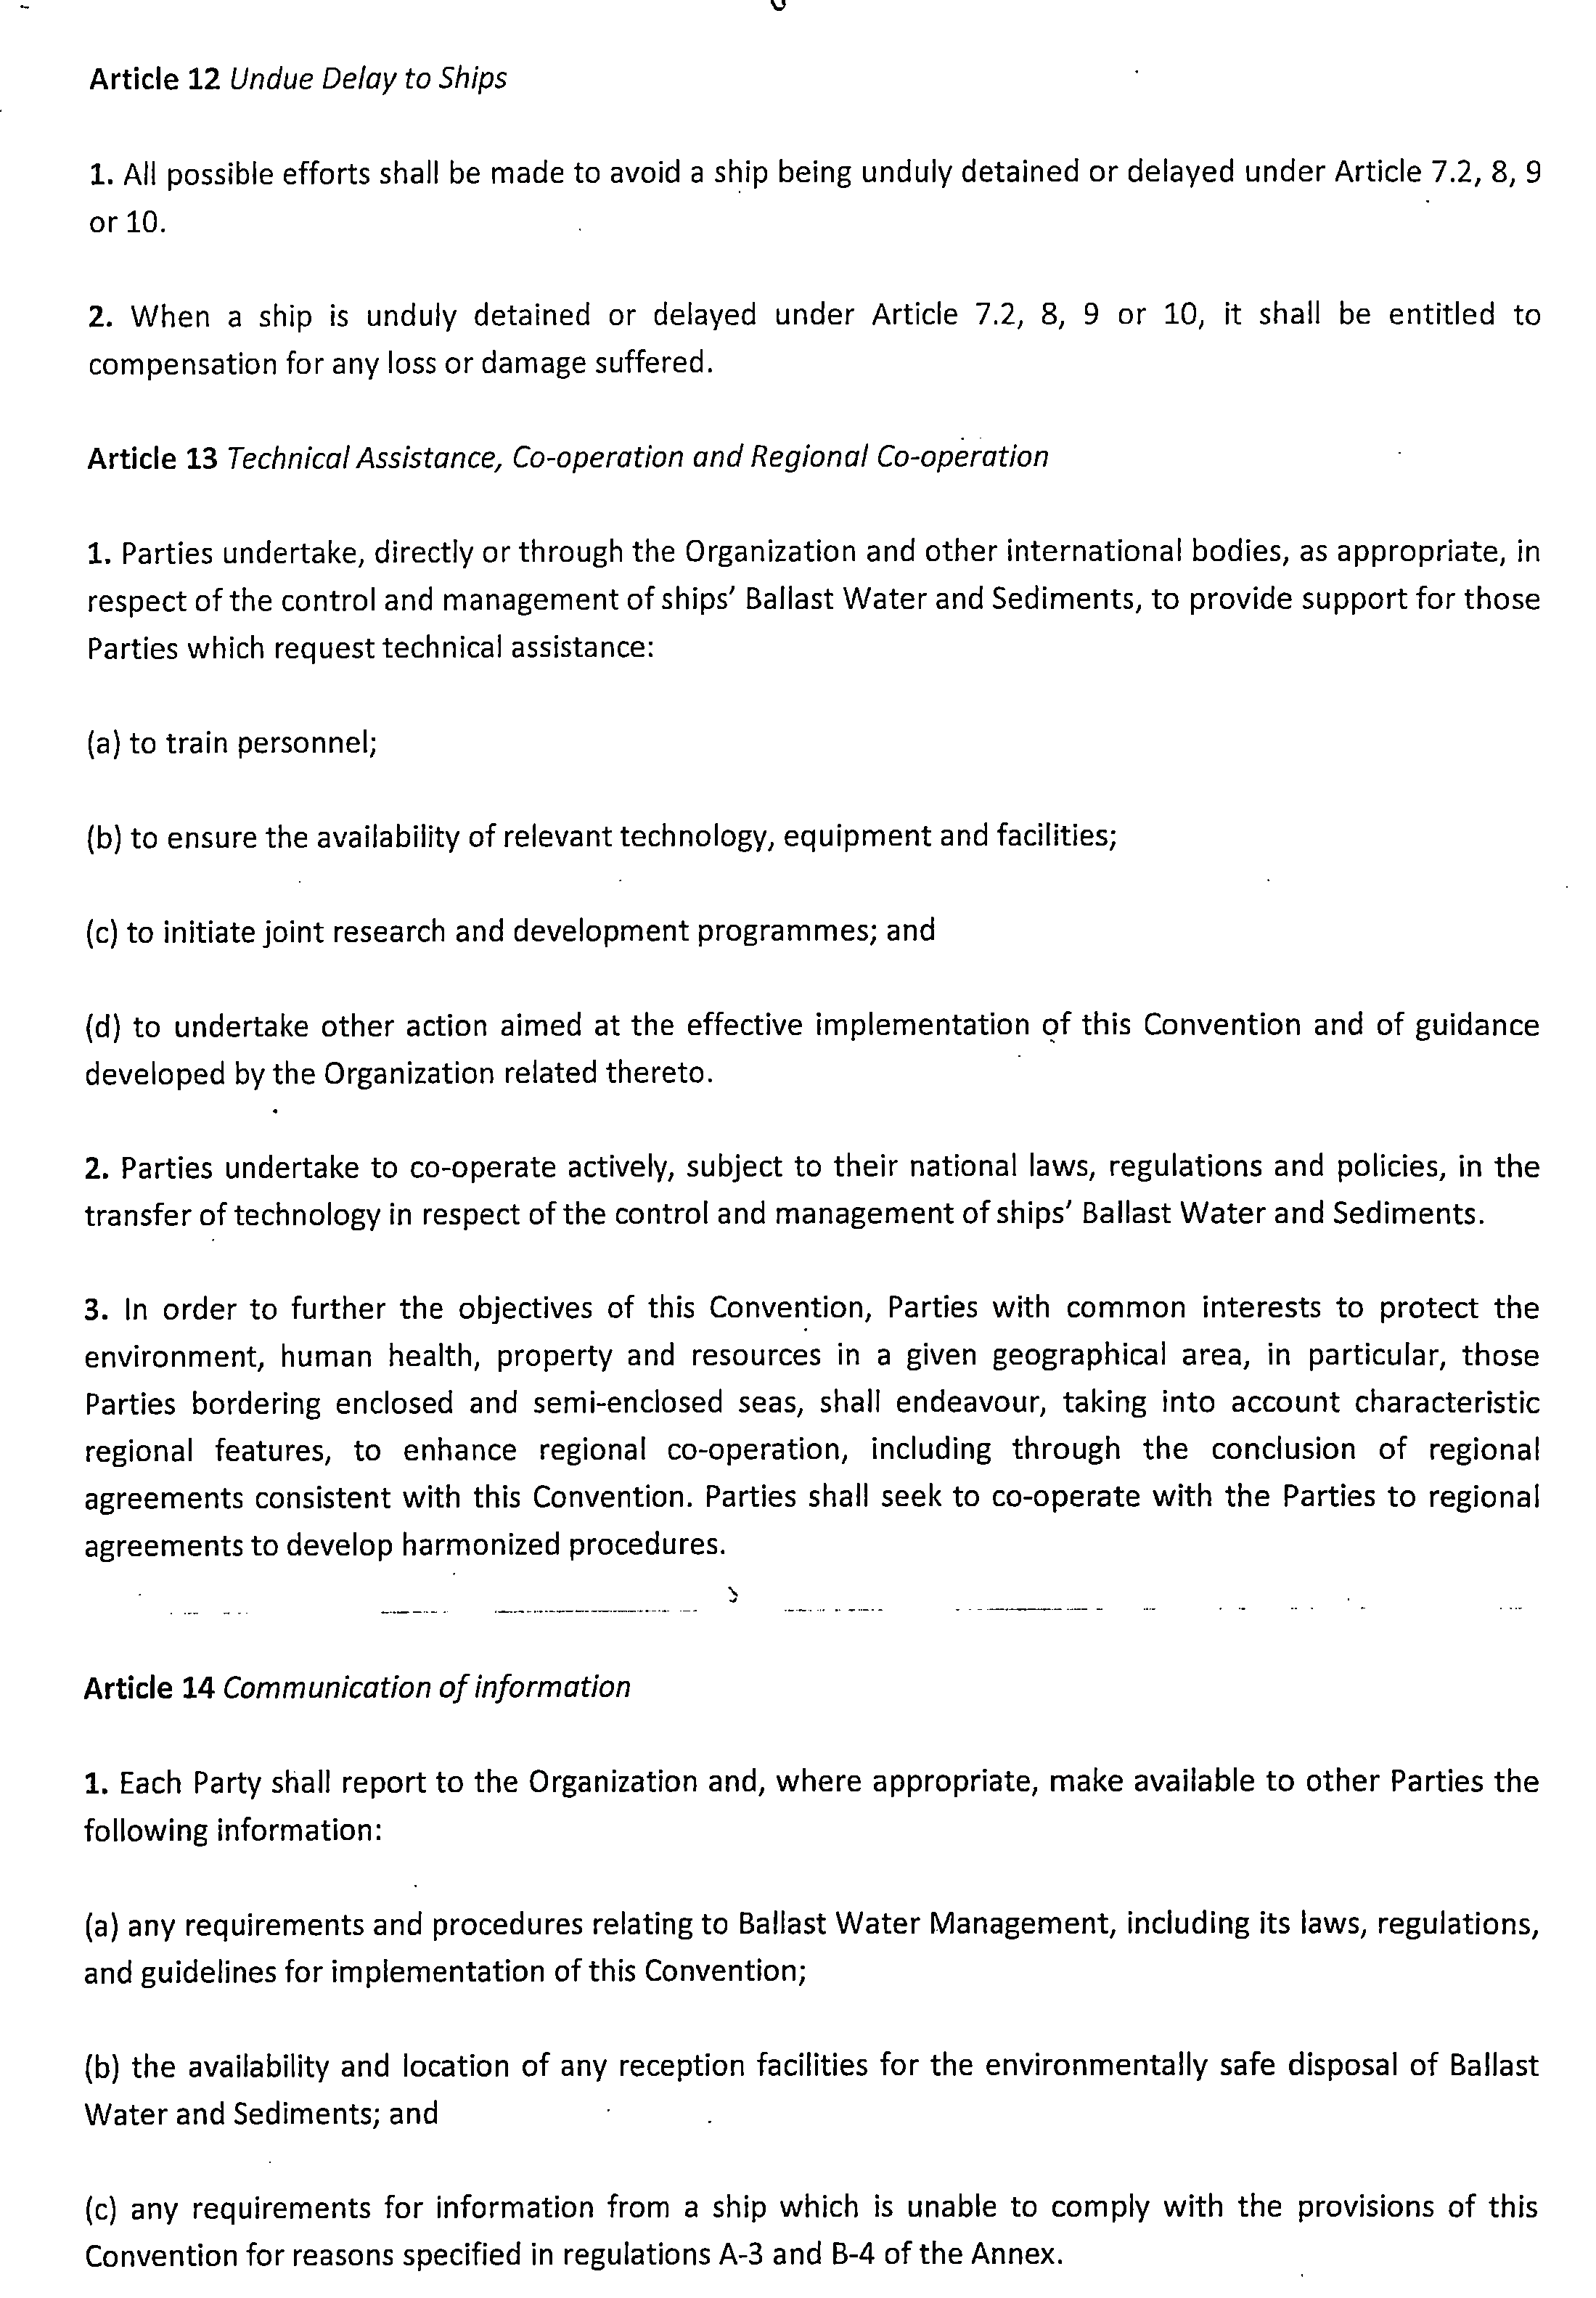 Article 12 Undue Delay to Ships
1. All possible efforts shall be made to avoid a ship being unduly detained or delayed under Article 7.2, 8, 9
or 10.
2. When a ship is unduly detained or delayed under Article 7.2, 8, 9 or 10, it shall be entitled to
compensation for any loss or damage suffered.
Article 13 Technical Assistance, Co-operation and Regional Co-operation
1. Parties undertake, directly or through the Organization and other international bodies, as appropriate, in
respect of the control and management of ships' Ballast Water and Sediments, to provide support for those
Parties which request technical assistance:
(a) to train personnel;
(b) to ensure the availability of relevant technology, equipment and facilities;
(c) to initiate joint research and development programmes; and
(d) to undertake other action aimed at the effective implementation of this Convention and of guidance
developed by the Organization related thereto.
2. Parties undertake to co-operate actively, subject to their national laws, regulations and policies, in the
transfer of technology in respect of the control and management of ships' Ballast Water and Sediments.
3. In order to further the objectives of this Convention, Parties with common interests to protect the
environment, human health, property and resources in a given geographical area, in particular, those
Parties bordering enclosed and semi-enclosed seas, shall endeavour, taking into account characteristic
regional features, to enhance regional co-operation, including through the conclusion of regional
agreements consistent with this Convention. Parties shall seek to co-operate with the Parties to regional
agreements to develop harmonized procedures.
Article 14 Communication of information
1. Each Party shall report to the Organization and, where appropriate, make available to other Parties the
following information:
(a) any requirements and procedures relating to Ballast Water Management, including its laws, regulations,
and guidelines for implementation of this Convention;
(b) the availability and location of any reception facilities for the environmentally safe disposal of Ballast
Water and Sediments; and
(c) any requirements for information from a ship which is unable to comply with the provisions of this
Convention for reasons specified in regulations A-3 and B-4 of the Annex.